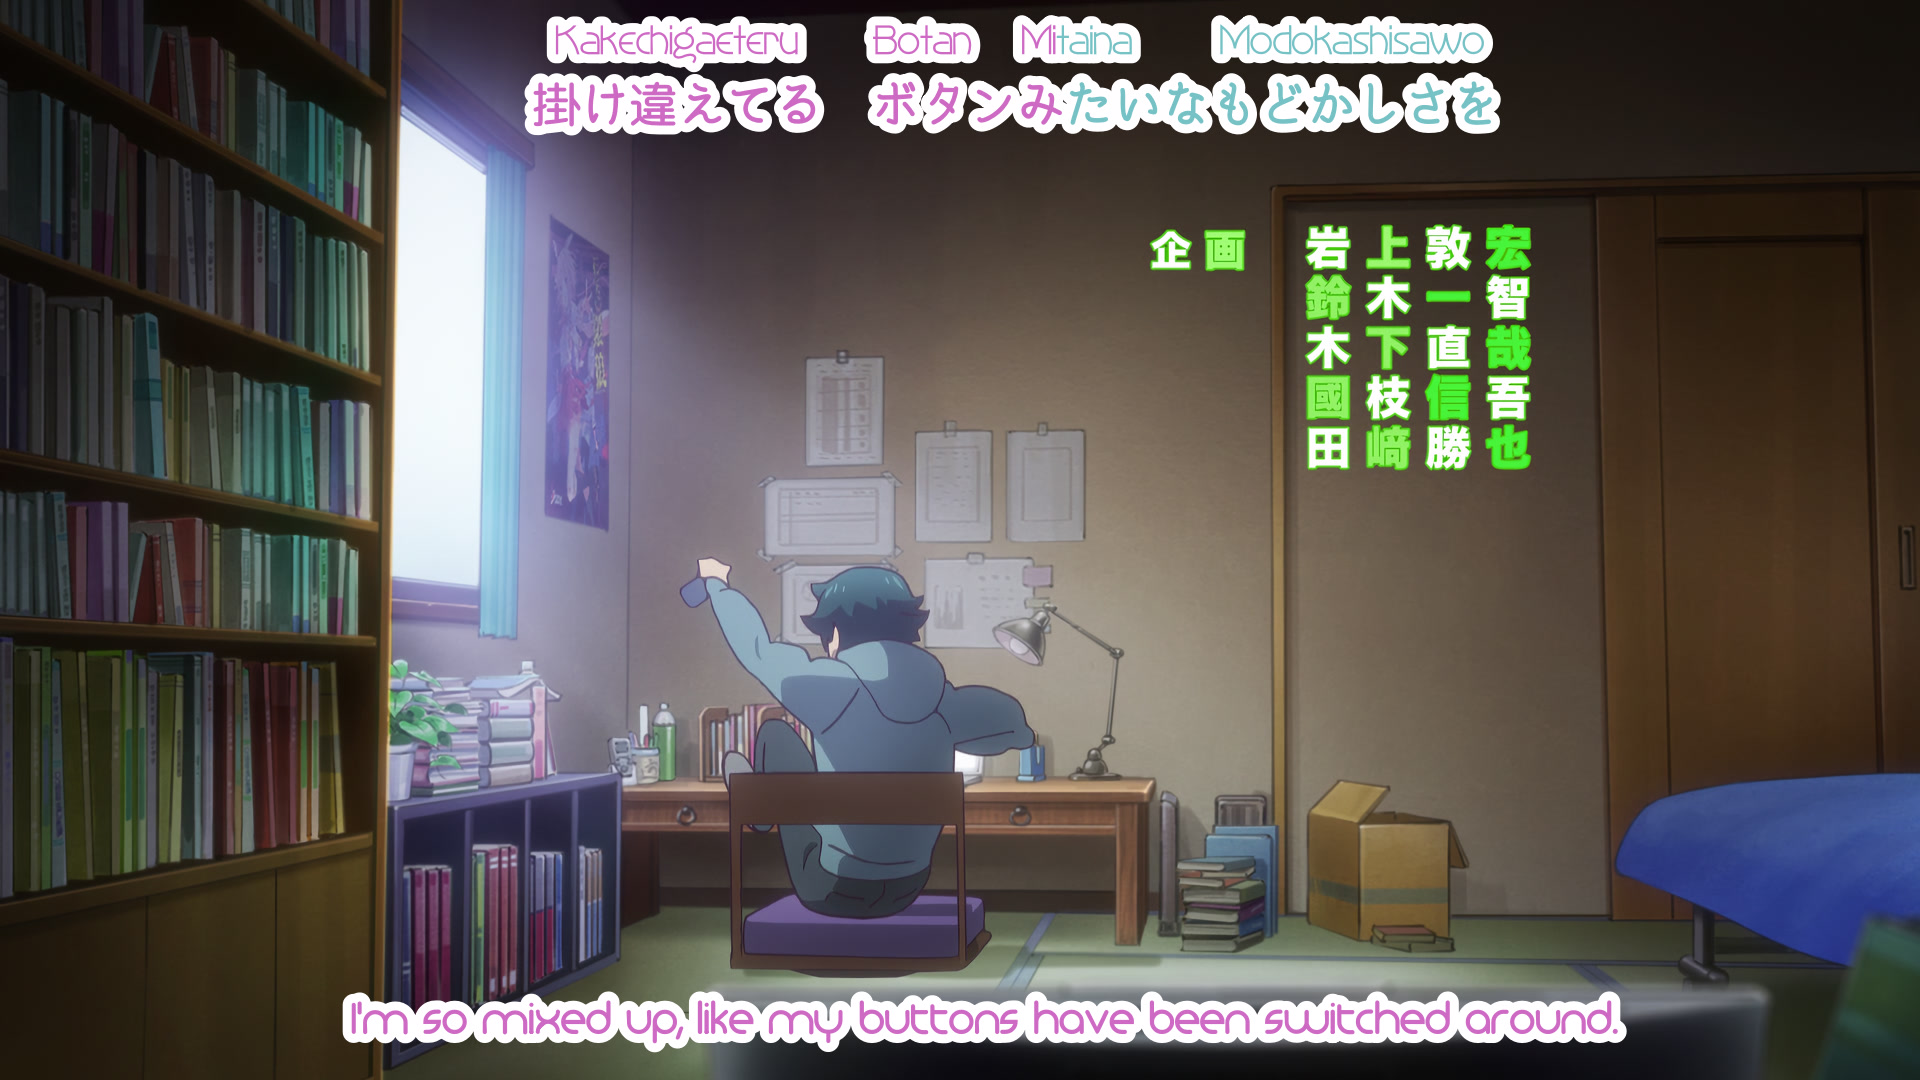 Kakechigaeteru Botan Mitaina Modokashisawo
掛け違えてる ボタンみたいなもどかしさを
企画 岩上敦宏
鈴木一智
木下直哉
國枝信吾
田﨑勝也
I'm so mixed up, like my buttons have been switched around.